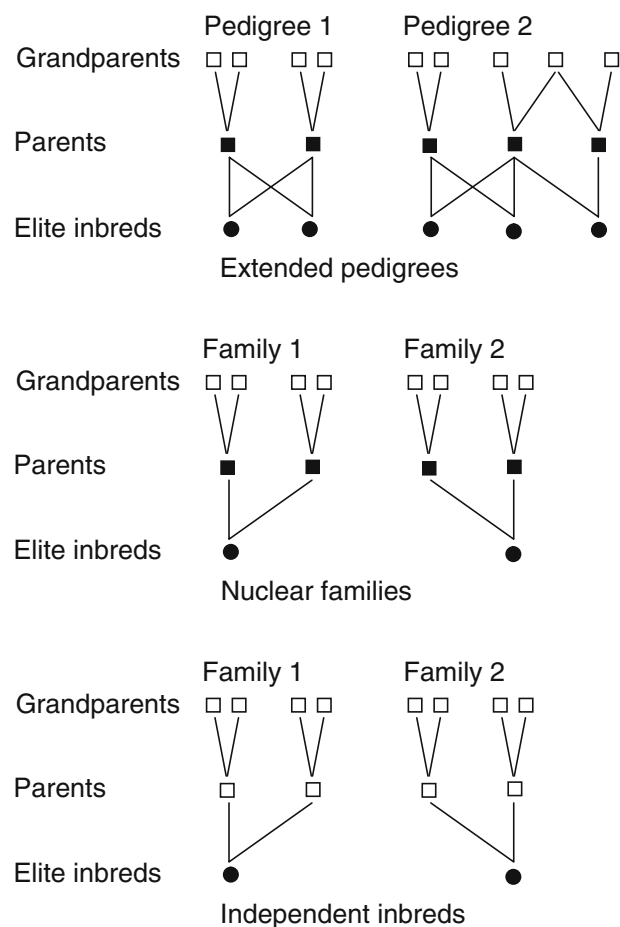 Pedigree 1 Pedigree 2
Grandparents
Parents
Elite inbreds
Extended pedigrees
Family 1 Family 2
Grandparents
Parents
Elite inbreds
Nuclear families
Family 1 Family 2
Grandparents
Parents
Elite inbreds
Independent inbreds